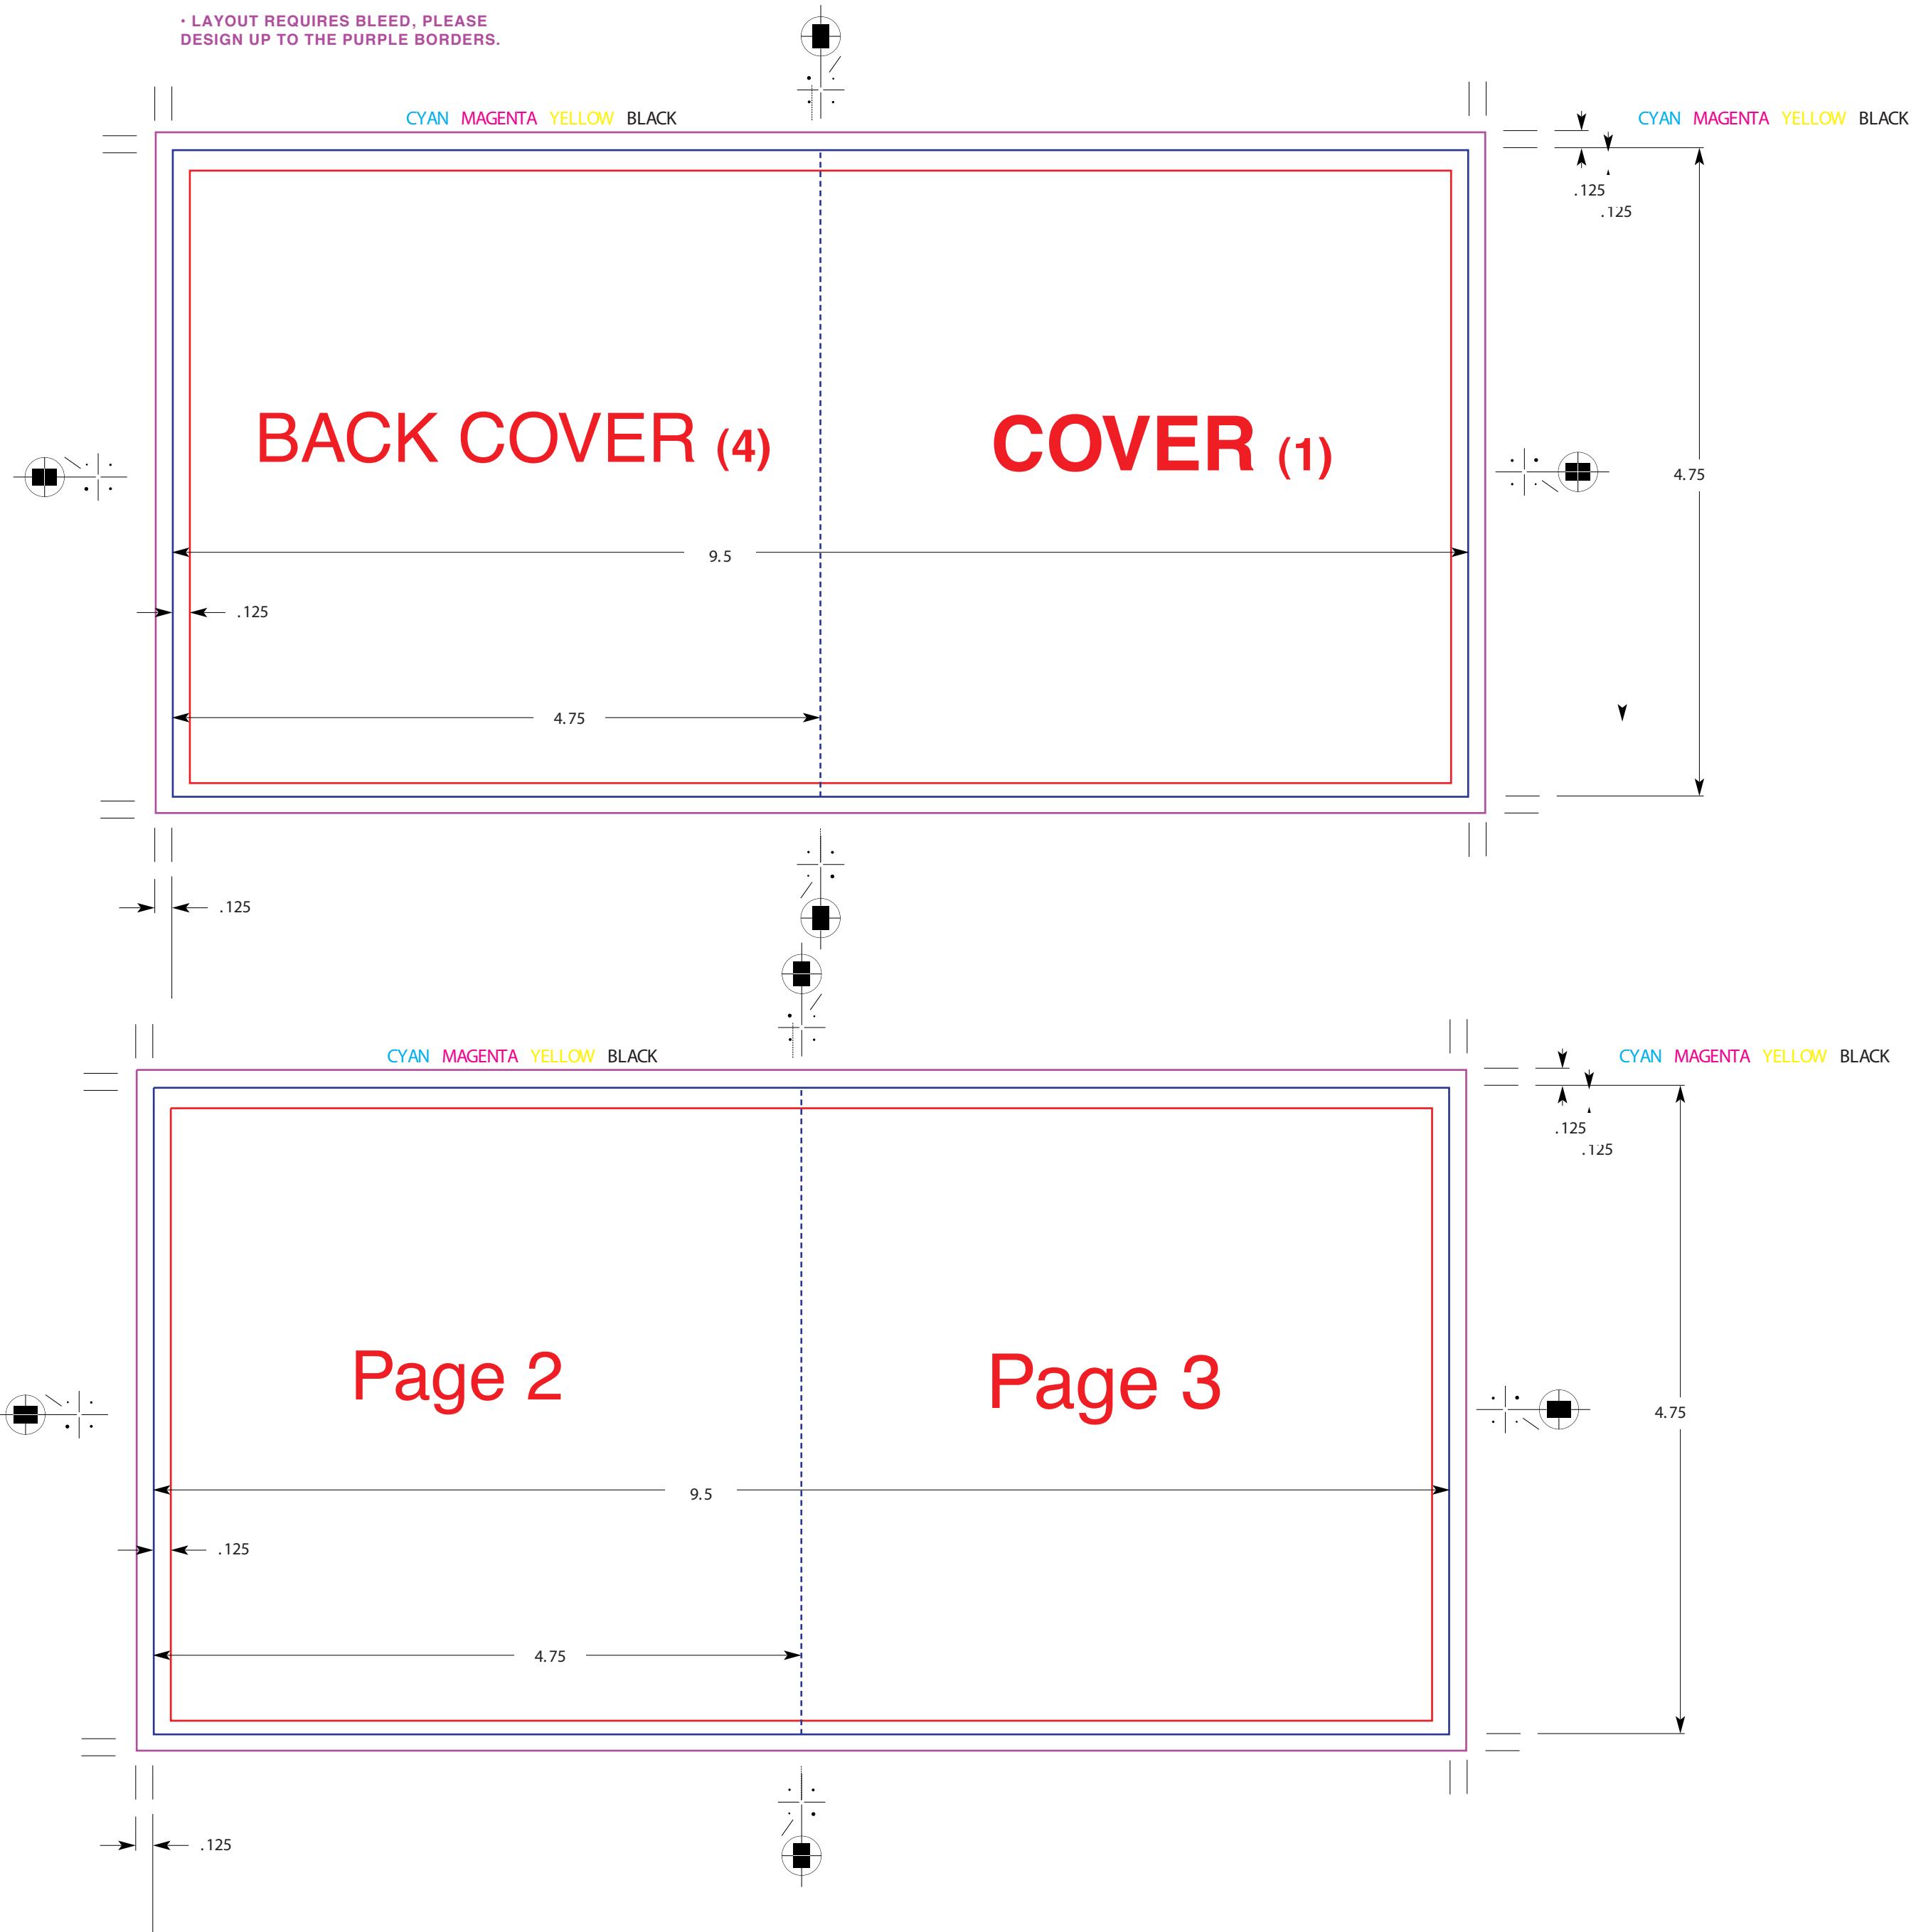 • LAYOUT REQUIRES BLEED, PLEASE
DESIGN UP TO THE PURPLE BORDERS.
CYAN MAGENTA YELLOW BLACK
CYAN MAGENTA YELLOW BLACK
.125
.125
BACK COVER (4)
COVER (1)
4.75
9.5
.125
4.75
.125
CYAN MAGENTA YELLOW BLACK
CYAN MAGENTA YELLOW BLACK
.125
.125
Page 2
Page 3
4.75
9.5
.125
4.75
.125